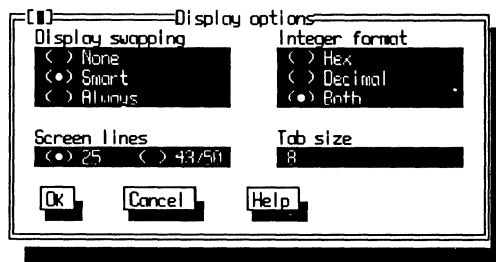 [■] Display options
Display swapping
( ) None
(•) Smart
( ) Always
Integer format
( ) Hex
( ) Decimal
(•) Both
Screen lines
(•) 25 ( ) 43/50
Tab size
8
OK Cancel Help